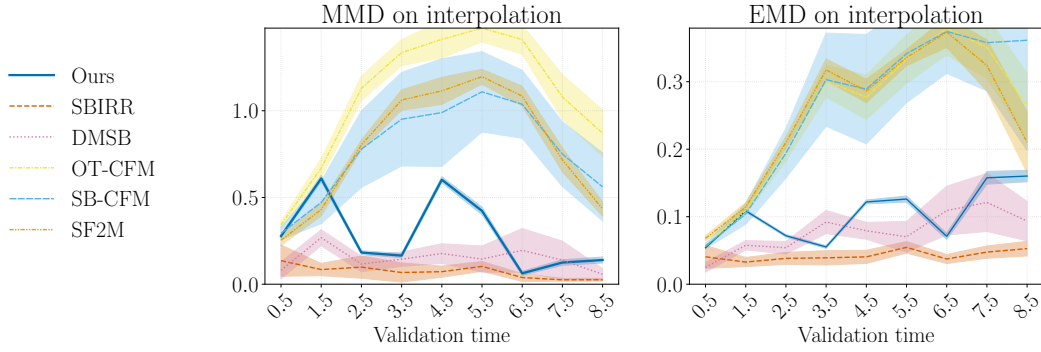 MMD on interpolation
EMD on interpolation
Ours
SBIRR
DMSB
OT-CFM
SB-CFM
SF2M
1.0
0.5
0.0
0.5
1.5
2.5
3.5
4.5
5.5
6.5
7.5
8.5
Validation time
0.3
0.2
0.1
0.0
0.5
1.5
2.5
3.5
4.5
5.5
6.5
7.5
8.5
Validation time